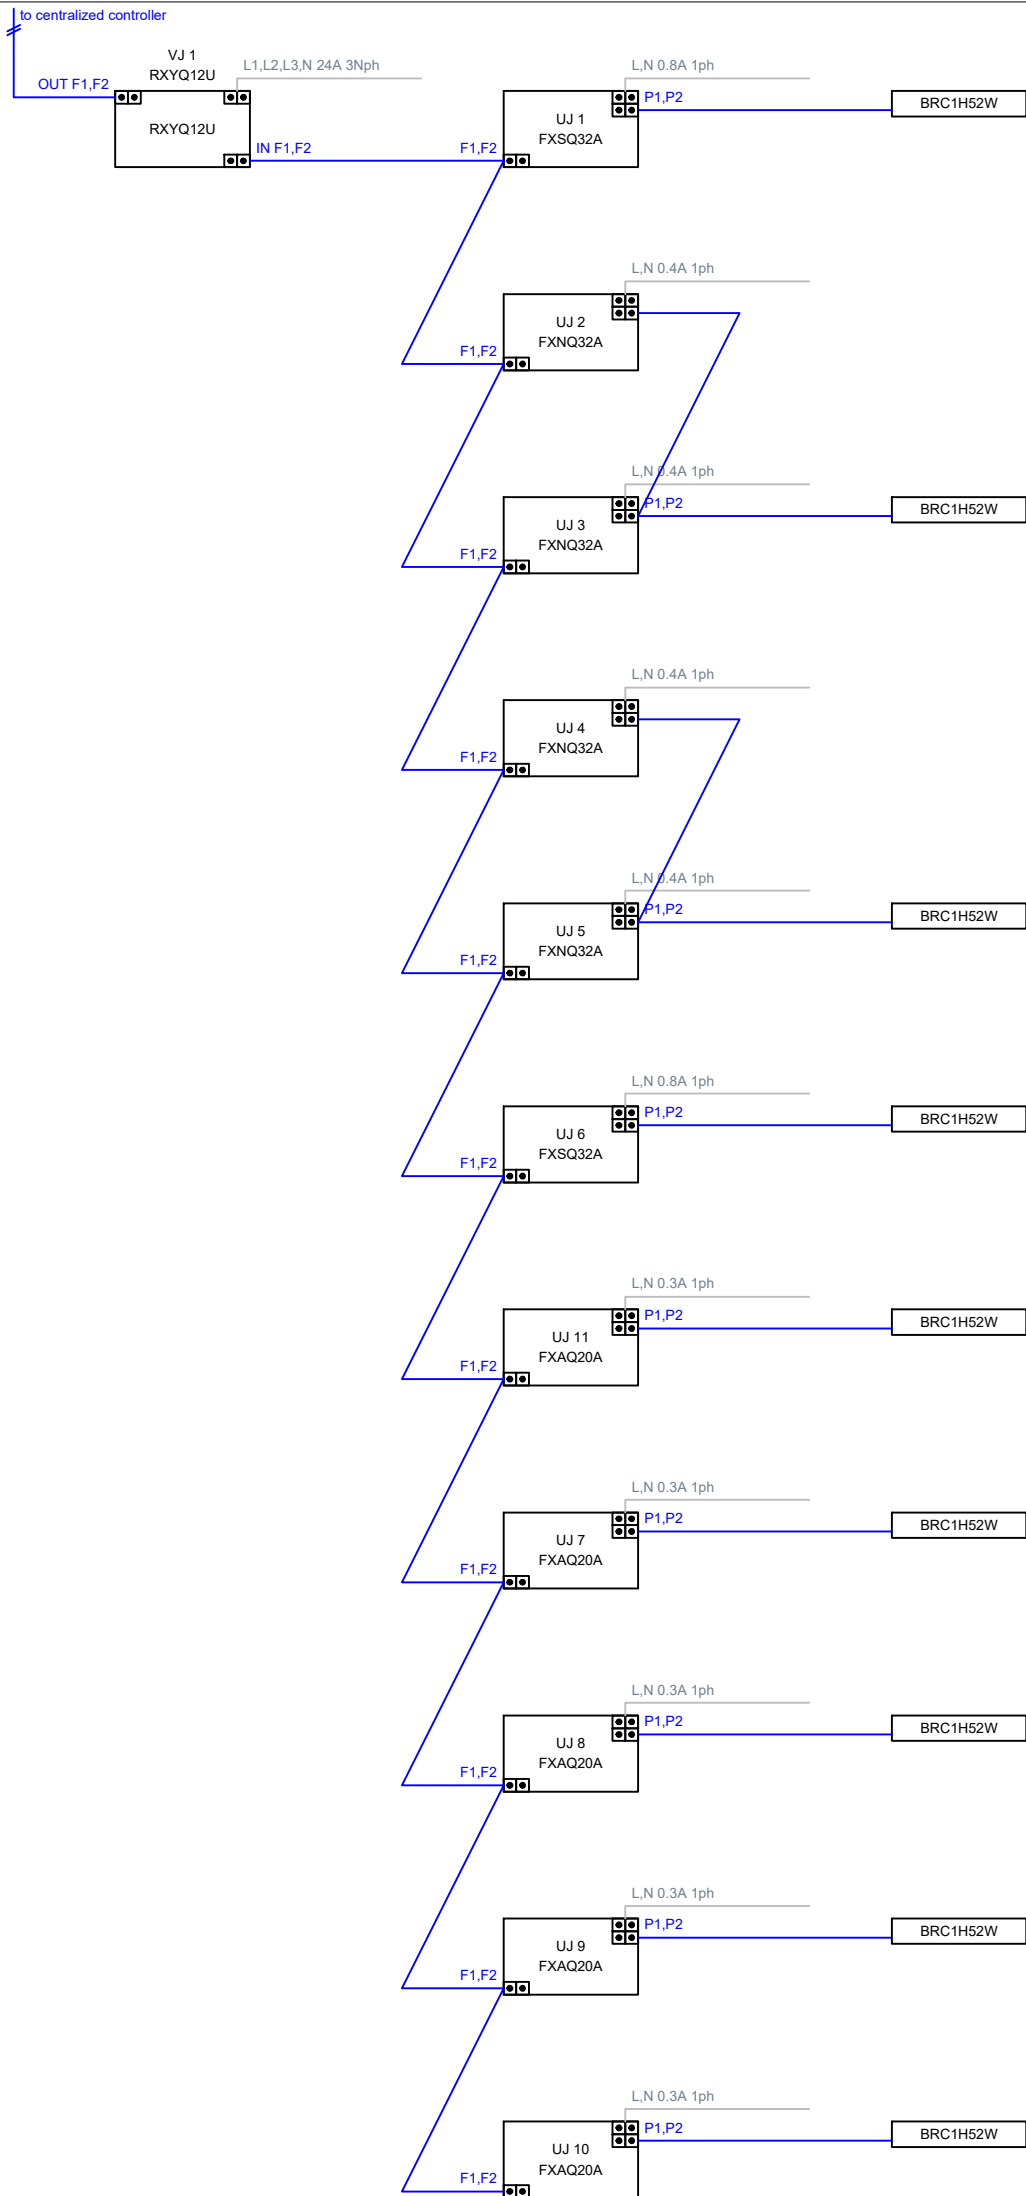 to centralized controller
VJ 1
RXYQ12U
L1,L2,L3,N 24A 3Nph
OUT F1,F2
RXYQ12U
IN F1,F2
L,N 0.8A 1ph
P1,P2
UJ 1
FXSQ32A
F1,F2
BRC1H52W
L,N 0.4A 1ph
UJ 2
FXNQ32A
F1,F2
L,N 0.4A 1ph
P1,P2
UJ 3
FXNQ32A
F1,F2
BRC1H52W
L,N 0.4A 1ph
UJ 4
FXNQ32A
F1,F2
L,N 0.4A 1ph
P1,P2
UJ 5
FXNQ32A
F1,F2
BRC1H52W
L,N 0.8A 1ph
P1,P2
UJ 6
FXSQ32A
F1,F2
BRC1H52W
L,N 0.3A 1ph
P1,P2
UJ 11
FXAQ20A
F1,F2
BRC1H52W
L,N 0.3A 1ph
P1,P2
UJ 7
FXAQ20A
F1,F2
BRC1H52W
L,N 0.3A 1ph
P1,P2
UJ 8
FXAQ20A
F1,F2
BRC1H52W
L,N 0.3A 1ph
P1,P2
UJ 9
FXAQ20A
F1,F2
BRC1H52W
L,N 0.3A 1ph
P1,P2
UJ 10
FXAQ20A
F1,F2
BRC1H52W